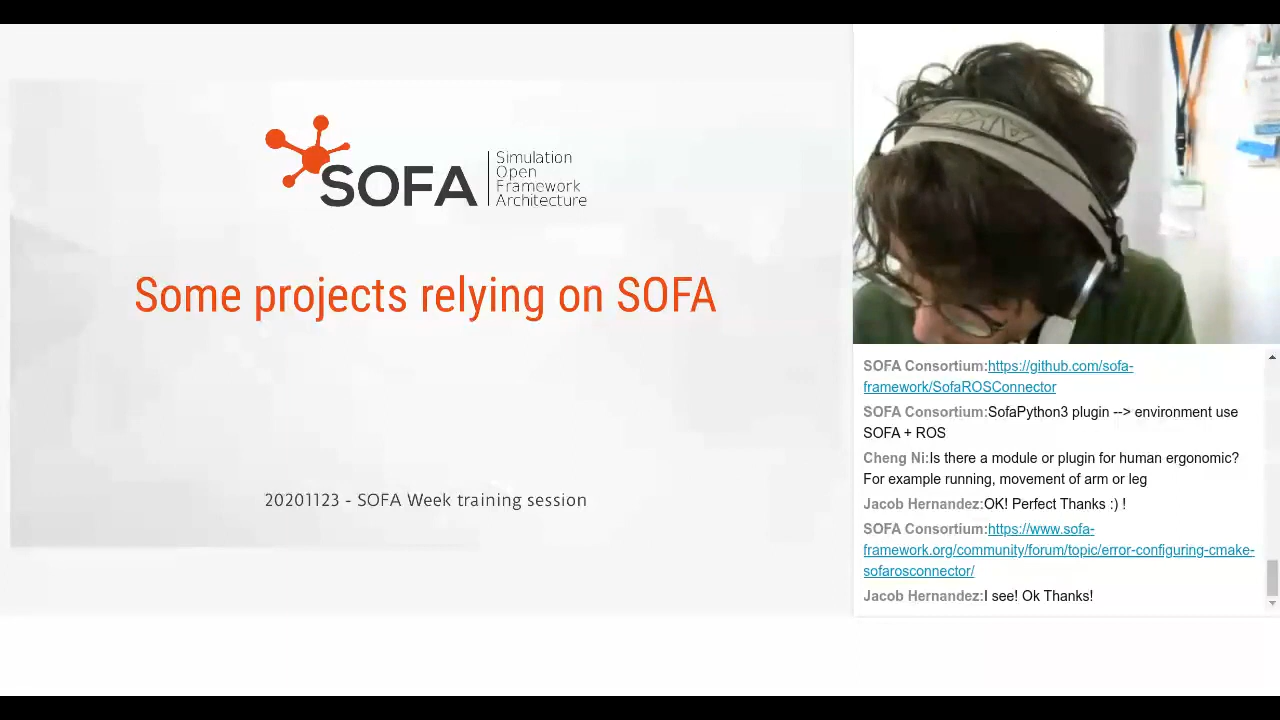 SOFA
Simulation
Open
Framework
Architecture
Some projects relying on SOFA
20201123 - SOFA Week training session
AKG
SOFA Consortium:https://github.com/sofa-
framework/SofaROSConnector
SOFA Consortium:SofaPython3 plugin --> environment use
SOFA + ROS
Cheng Ni:Is there a module or plugin for human ergonomic?
For example running, movement of arm or leg
Jacob Hernandez:OK! Perfect Thanks :) !
SOFA Consortium:https://www.sofa-
framework.org/community/forum/topic/error-configuring-cmake-
sofarosconnector/
Jacob Hernandez:I see! Ok Thanks!